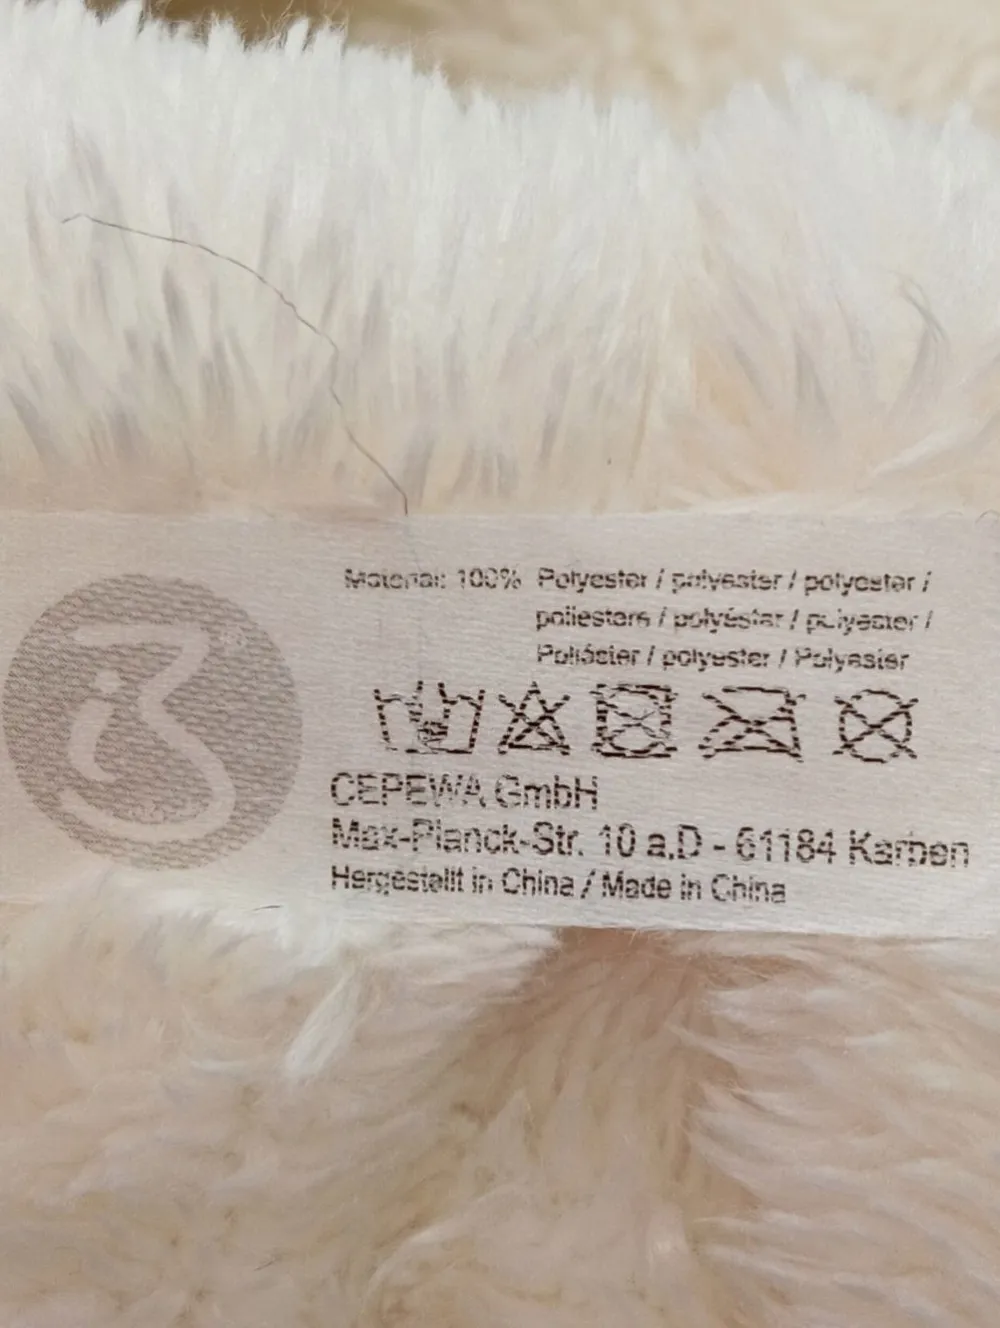 Material: 100% Polyester / polyester / polyester /
poliestere / polyéster / polyester /
Poliéster / polyester / Polyester
CEPEWA GmbH
Max-Planck-Str. 10 a.D - 61184 Karben
Hergestellt in China / Made in China